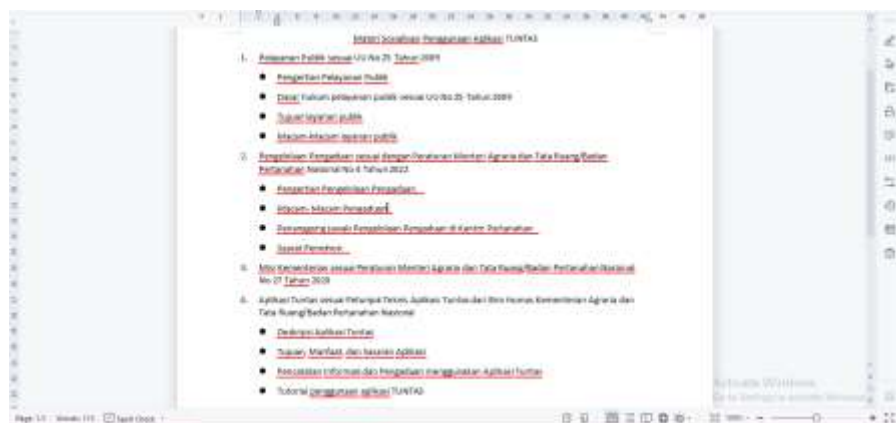 Materi Sosialisasi Penggunaan Aplikasi TUNTAS
1. Pelayanan Publik sesuai UU No 25 Tahun 2009
● Pengertian Pelayanan Publik
● Dasar hukum pelayanan publik sesuai UU No 25 Tahun 2009
● Tujuan layanan publik
● Macam-Macam layanan publik
2. Pengelolaan Pengaduan sesuai dengan Peraturan Menteri Agraria dan Tata Ruang/Badan
Pertanahan Nasional No 4 Tahun 2022
● Pengertian Pengelolaan Pengaduan
● Macam- Macam Pengaduan
● Penanggung jawab Pengelolaan Pengaduan di Kantor Pertanahan
● Syarat
3. Kementerian sesuai Peraturan Menteri Agraria dan Tata Ruang/Badan Pertanahan Nasional
No 27 Tahun 2020
4. Aplikasi Tuntas sesuai Petunjuk Teknis Aplikasi Tuntas dari Biro Humas Kementerian Agraria dan
Tata Ruang/Badan Pertanahan Nasional
● Deskripsi Aplikasi Tuntas
● Tujuan, Manfaat, dan Sasaran Aplikasi
● Pencatatan Informasi dan Pengaduan menggunakan Aplikasi Tuntas
● Tutorial penggunaan aplikasi TUNTAS
Activate Windows
Spell Check